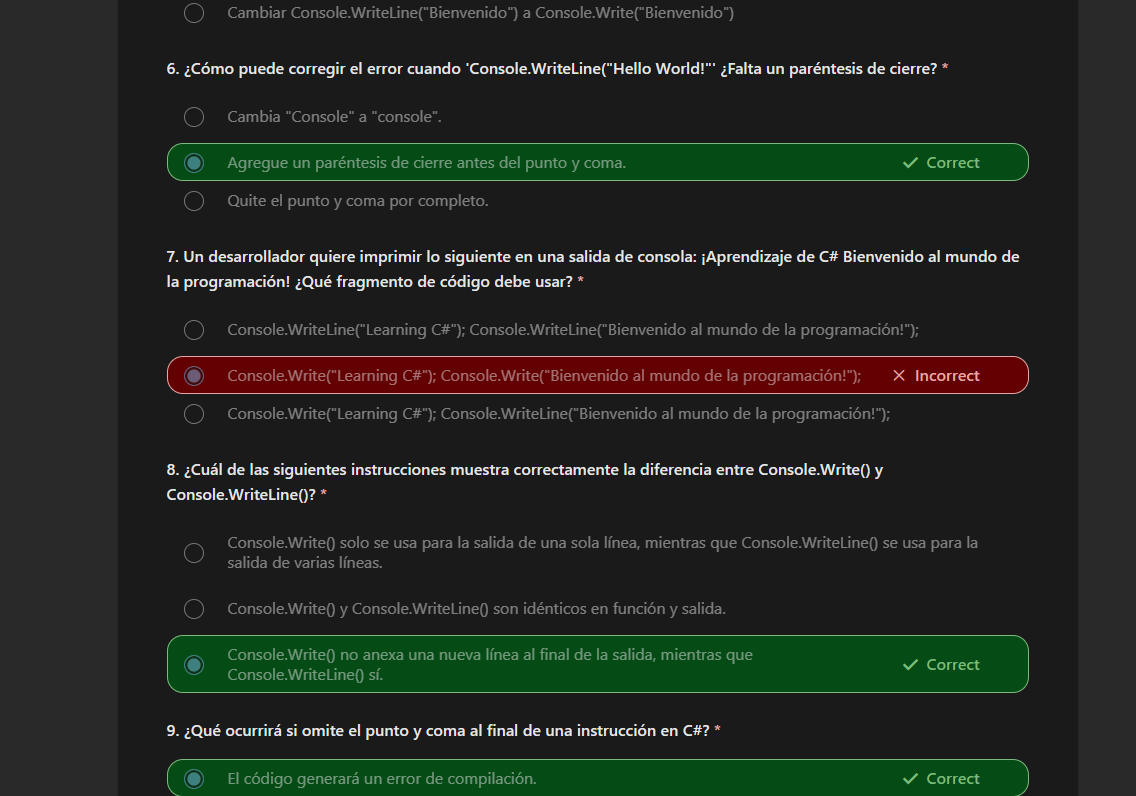 Cambiar Console.WriteLine("Bienvenido") a Console.Write("Bienvenido")
6. ¿Cómo puede corregir el error cuando 'Console.WriteLine("Hello World!"' ¿Falta un paréntesis de cierre? *
Cambia "Console" a "console".
Agregue un paréntesis de cierre antes del punto y coma.
Correct
Quite el punto y coma por completo.
7. Un desarrollador quiere imprimir lo siguiente en una salida de consola: ¡Aprendizaje de C# Bienvenido al mundo de
la programación! ¿Qué fragmento de código debe usar? *
Console.WriteLine("Learning C#"); Console.WriteLine("Bienvenido al mundo de la programación!");
Console.Write("Learning C#"); Console.Write("Bienvenido al mundo de la programación!");
Incorrect
Console.Write("Learning C#"); Console.WriteLine("Bienvenido al mundo de la programación!");
8. ¿Cuál de las siguientes instrucciones muestra correctamente la diferencia entre Console.Write() y
Console.WriteLine()? *
Console.Write() solo se usa para la salida de una sola línea, mientras que Console.WriteLine() se usa para la
salida de varias líneas.
Console.Write() y Console.WriteLine() son idénticos en función y salida.
Console.Write() no anexa una nueva línea al final de la salida, mientras que
Console.WriteLine() sí.
Correct
9. ¿Qué ocurrirá si omite el punto y coma al final de una instrucción en C#? *
El código generará un error de compilación.
Correct